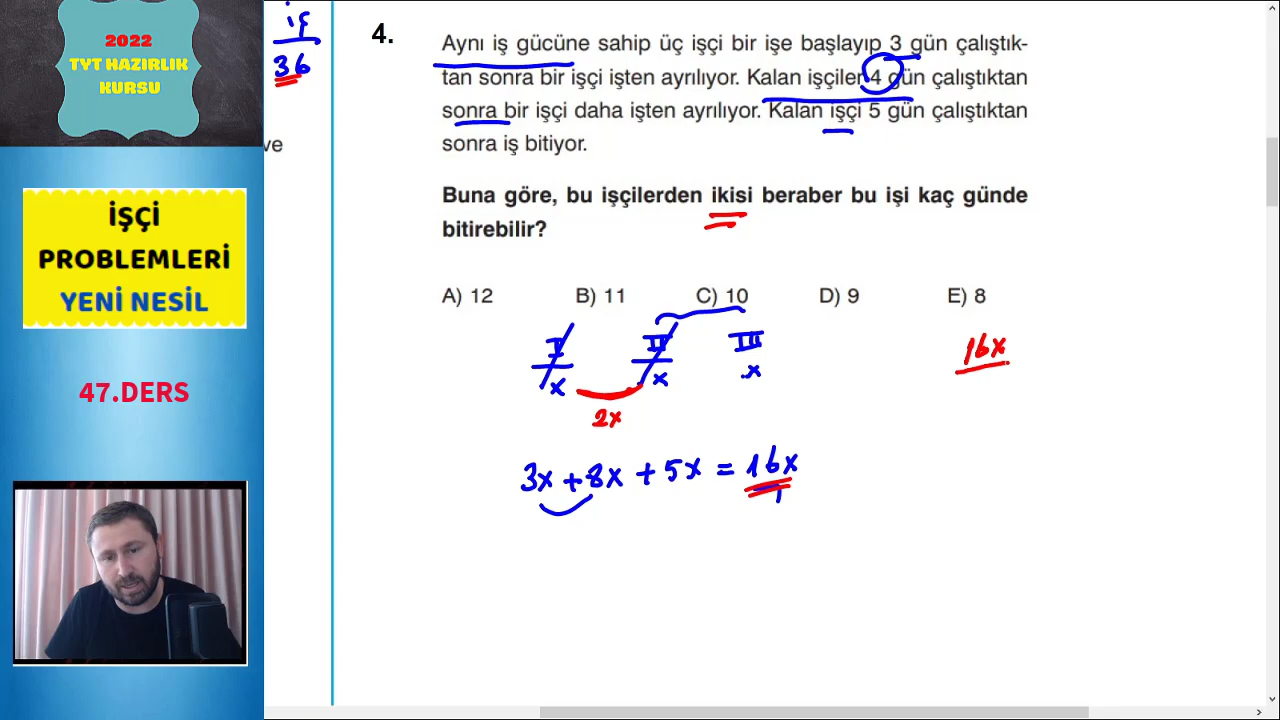 2022
TYT HAZIRLIK
KURSU
iş
36
ve
İŞÇİ
PROBLEMLERİ
YENİ NESİL
47.DERS
4.
Aynı iş gücüne sahip üç işçi bir işe başlayıp 3 gün çalıştık-
tan sonra bir işçi işten ayrılıyor. Kalan işçiler 4 gün çalıştıktan
sonra bir işçi daha işten ayrılıyor. Kalan işçi 5 gün çalıştıktan
sonra iş bitiyor.
Buna göre, bu işçilerden ikisi beraber bu işi kaç günde
bitirebilir?
A) 12 B) 11 C) 10 D) 9 E) 8
I II III
x x x
16x
2x
3x + 8x + 5x = 16x